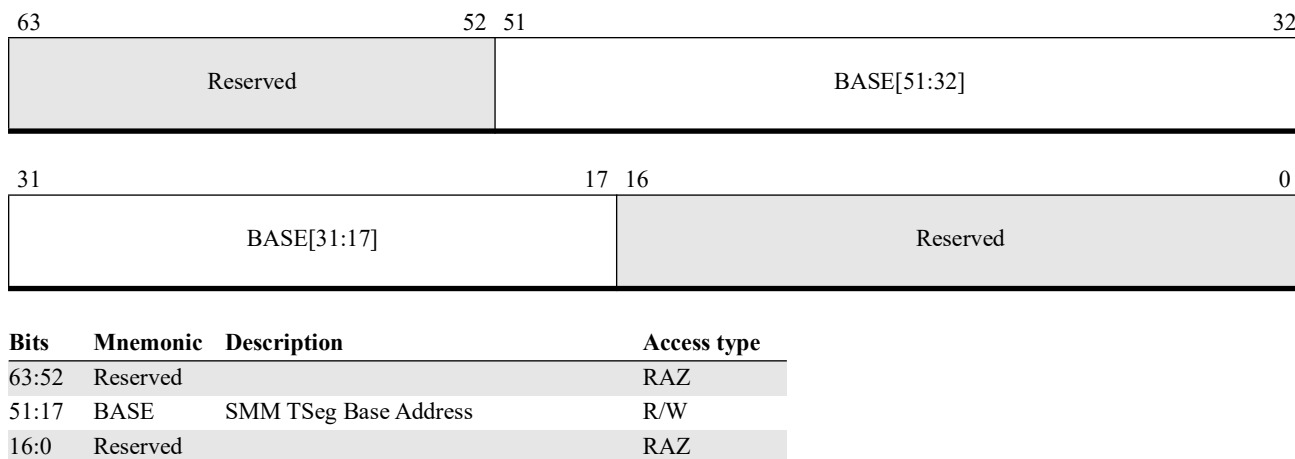 63 52 51 32
Reserved BASE[51:32]
31 17 16 0
BASE[31:17] Reserved
Bits Mnemonic Description Access type
63:52 Reserved RAZ
51:17 BASE SMM TSeg Base Address R/W
16:0 Reserved RAZ